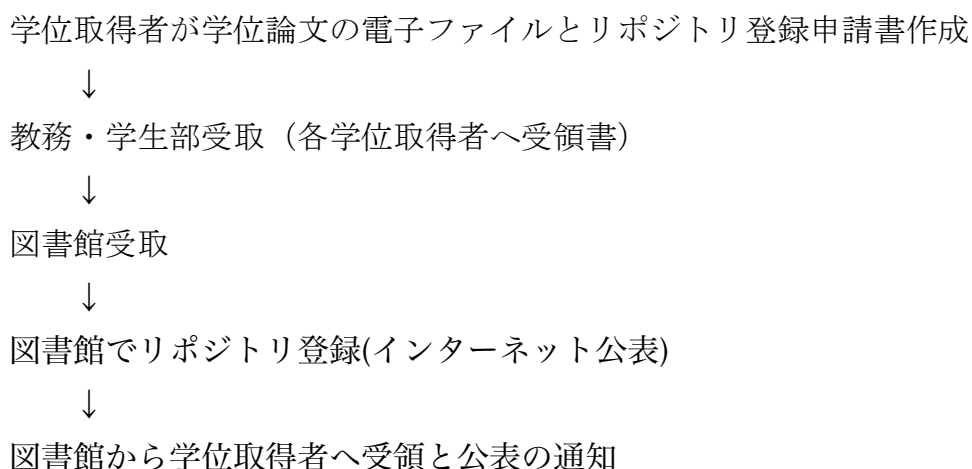 学位取得者が学位論文の電子ファイルとリポジトリ登録申請書作成
↓
教務・学生部受取（各学位取得者へ受領書）
↓
図書館受取
↓
図書館でリポジトリ登録(インターネット公表)
↓
図書館から学位取得者へ受領と公表の通知